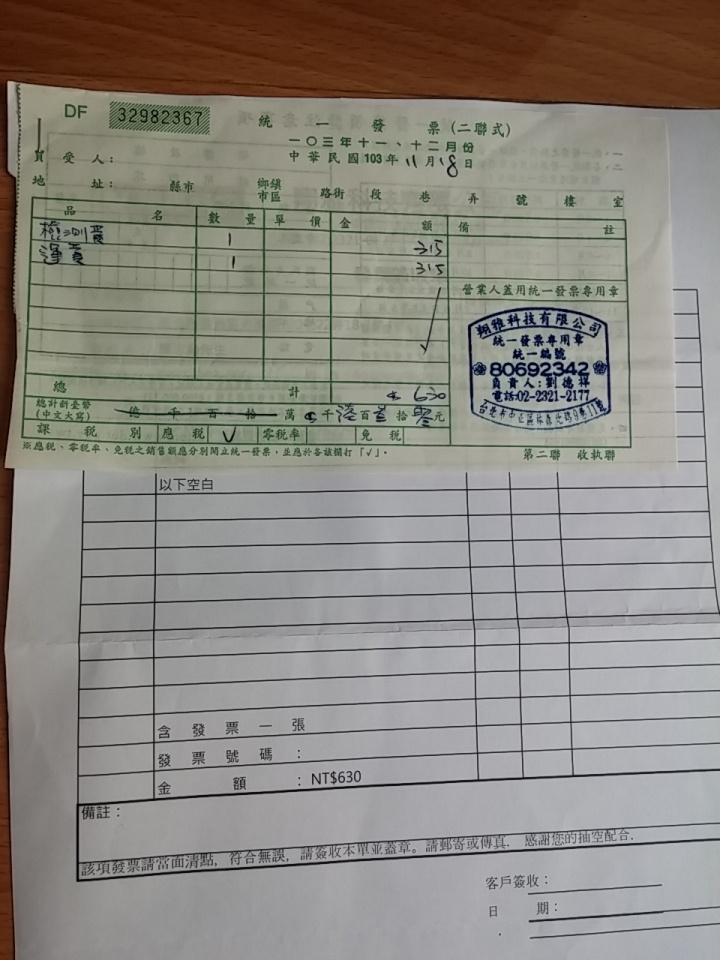 DF 32982367
統一發票(二聯式)
一〇三年十一、十二月份
中華民國103年11月18日
買受人：
地址： 縣市 鄉鎮市區 路街 段 巷 弄 號 樓 室
品名 數量 單價 金額 備註
檢測費 1 315
運費 1 315
營業人蓋用統一發票專用章
翔雅科技有限公司
統一發票專用章
統一編號
80692342
負責人：劉德祥
電話:02-2321-2177
總計 630
總計新臺幣
(中文大寫) 億千百拾萬 千 陸百 叁拾 零元
課稅別 應稅 ✓ 零稅率 免稅
※應稅、零稅率、免稅之銷售額應分別開立統一發票，並應於各該欄打「√」。
第二聯 收執聯
以下空白
含發票一張
發票號碼：
金額：NT$630
備註：
該項發票請當面清點，符合無誤，請簽收本單並蓋章。請郵寄或傳真. 感謝您的抽空配合.
客戶簽收：
日期：